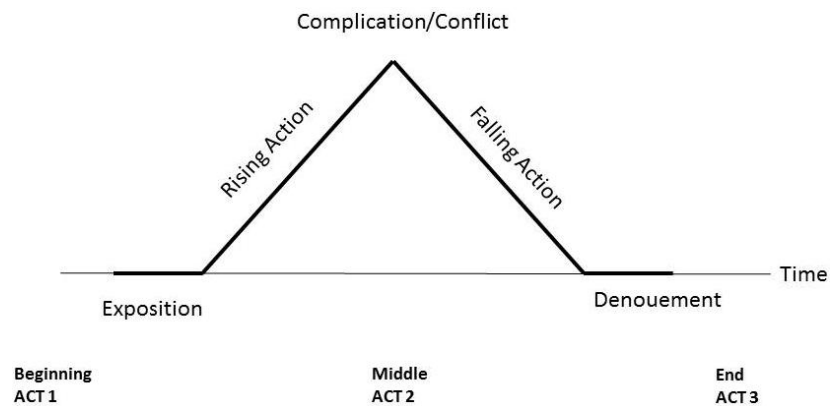 Complication/Conflict
Rising Action
Falling Action
Time
Exposition
Denouement
Beginning
ACT 1
Middle
ACT 2
End
ACT 3